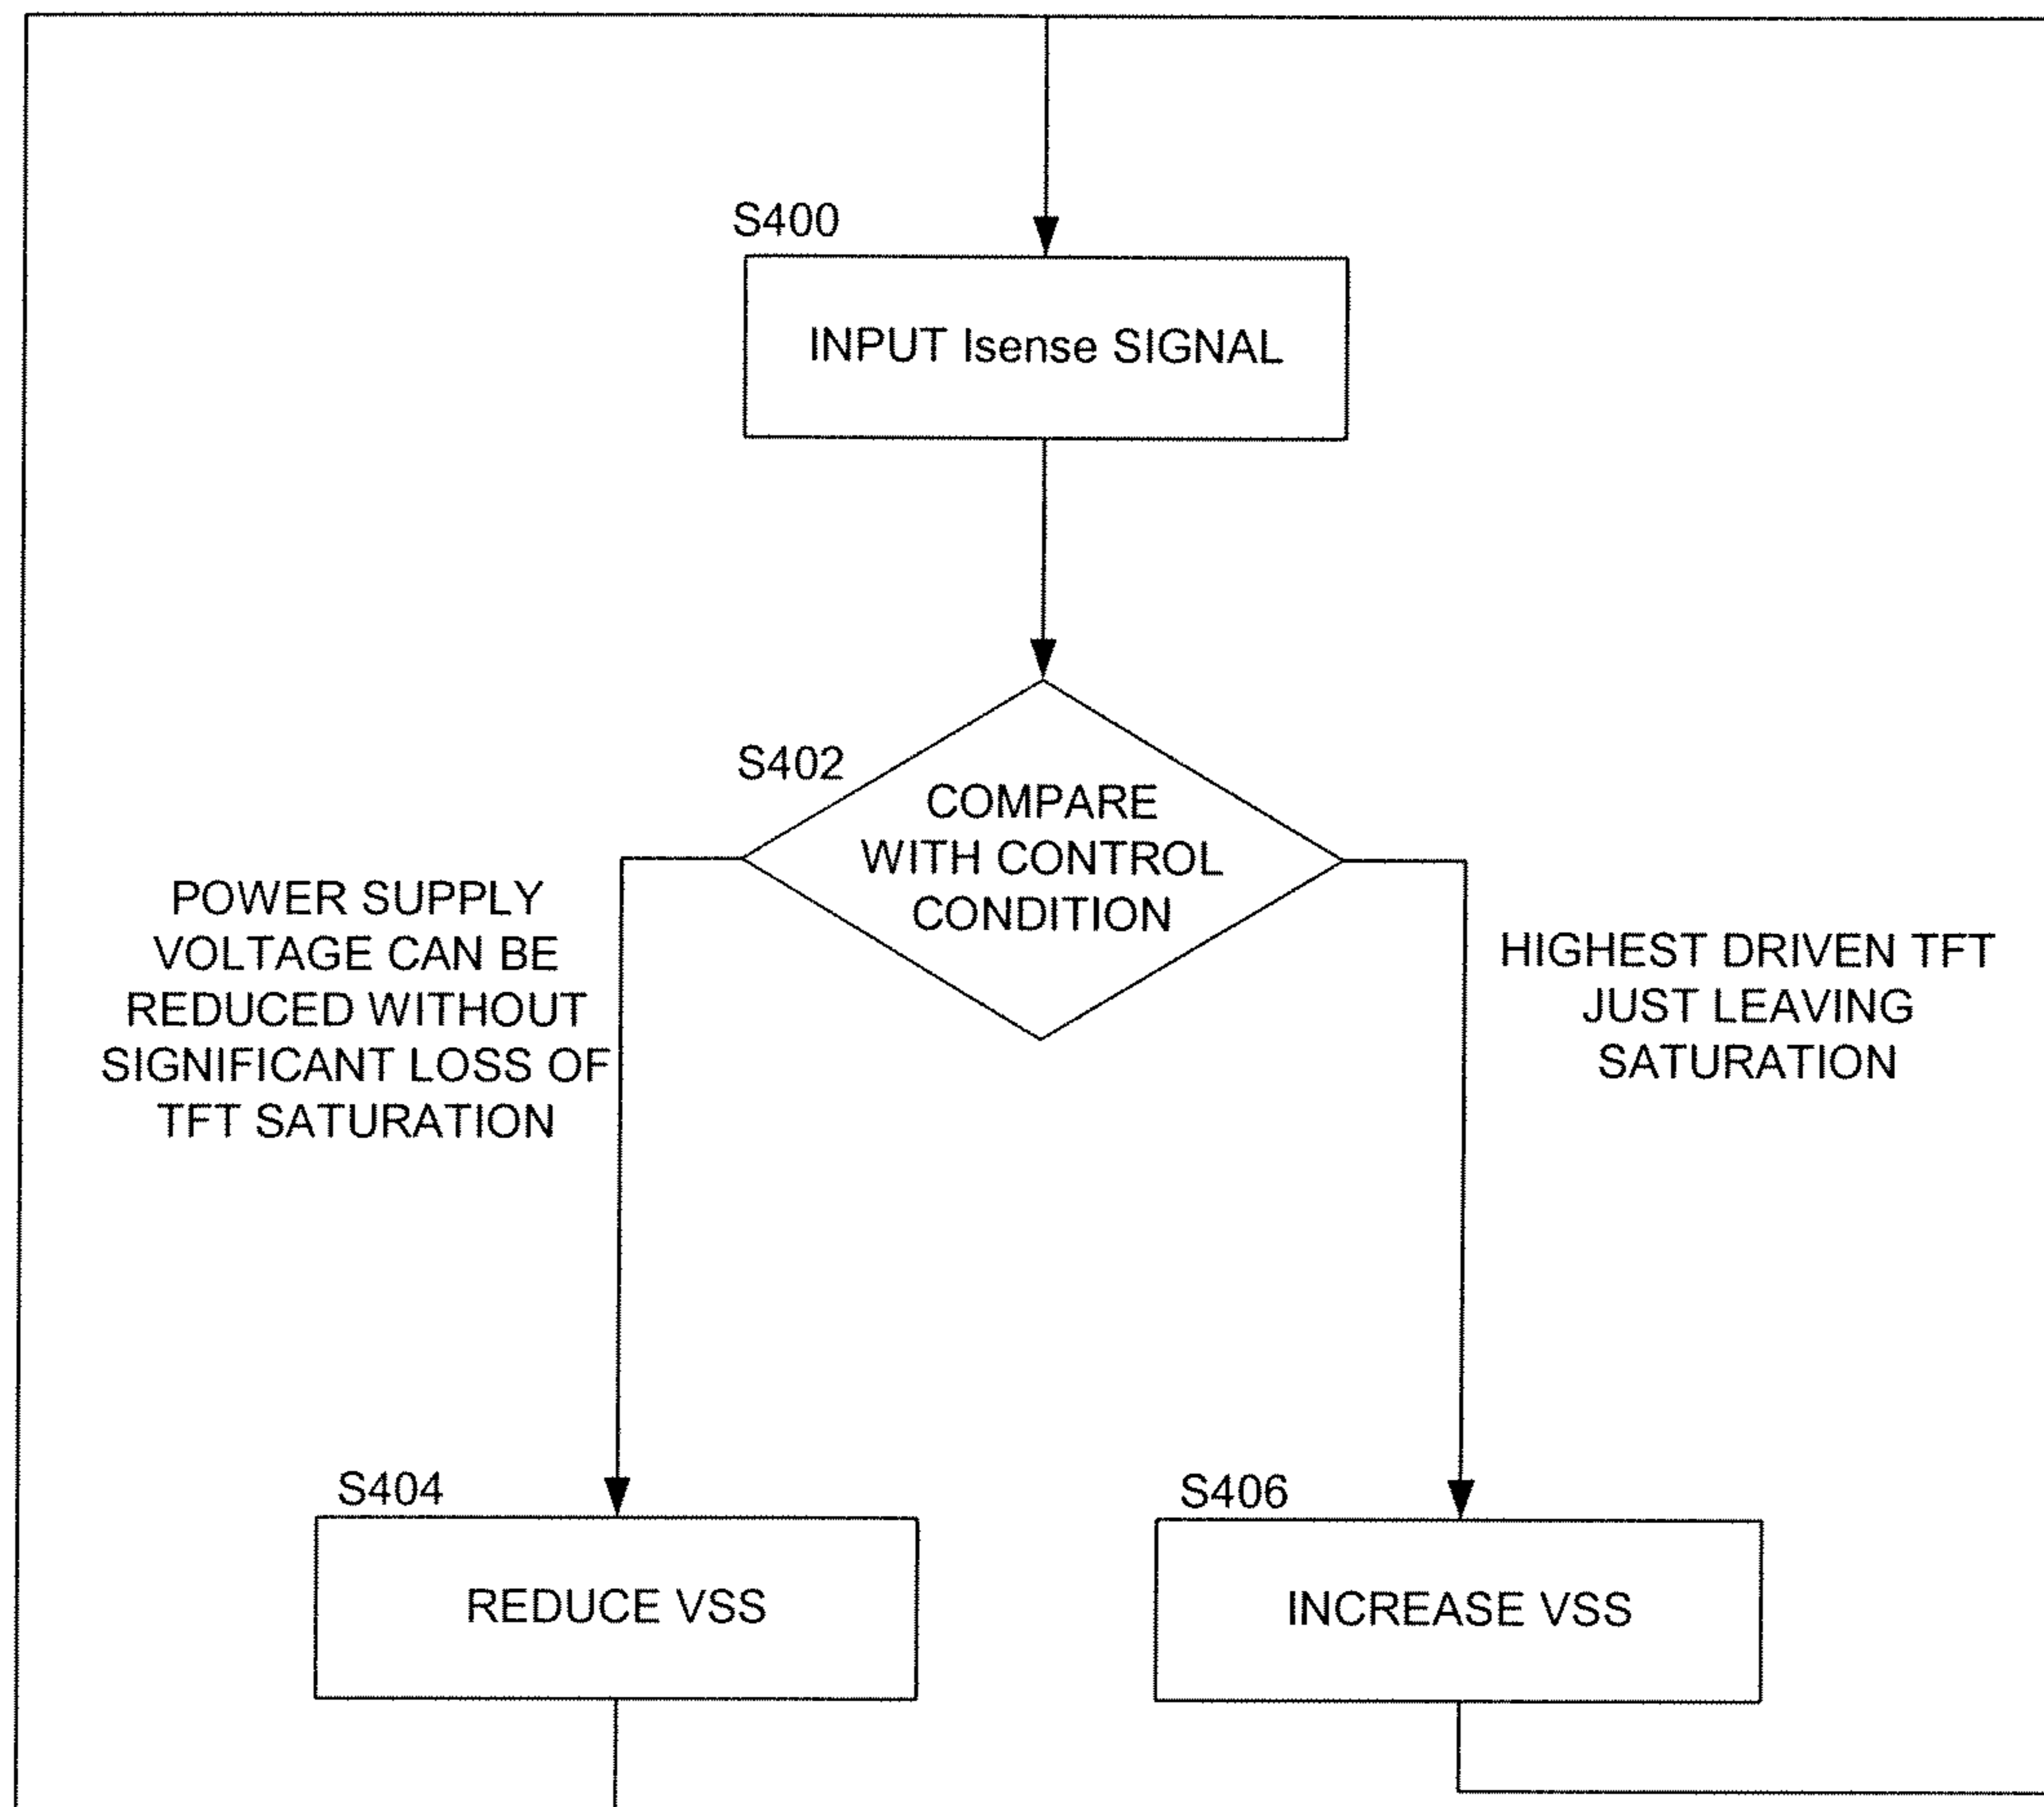 S400
INPUT Isense SIGNAL
S402
COMPARE
WITH CONTROL
CONDITION
POWER SUPPLY
VOLTAGE CAN BE
REDUCED WITHOUT
SIGNIFICANT LOSS OF
TFT SATURATION
HIGHEST DRIVEN TFT
JUST LEAVING
SATURATION
S404
REDUCE VSS
S406
INCREASE VSS